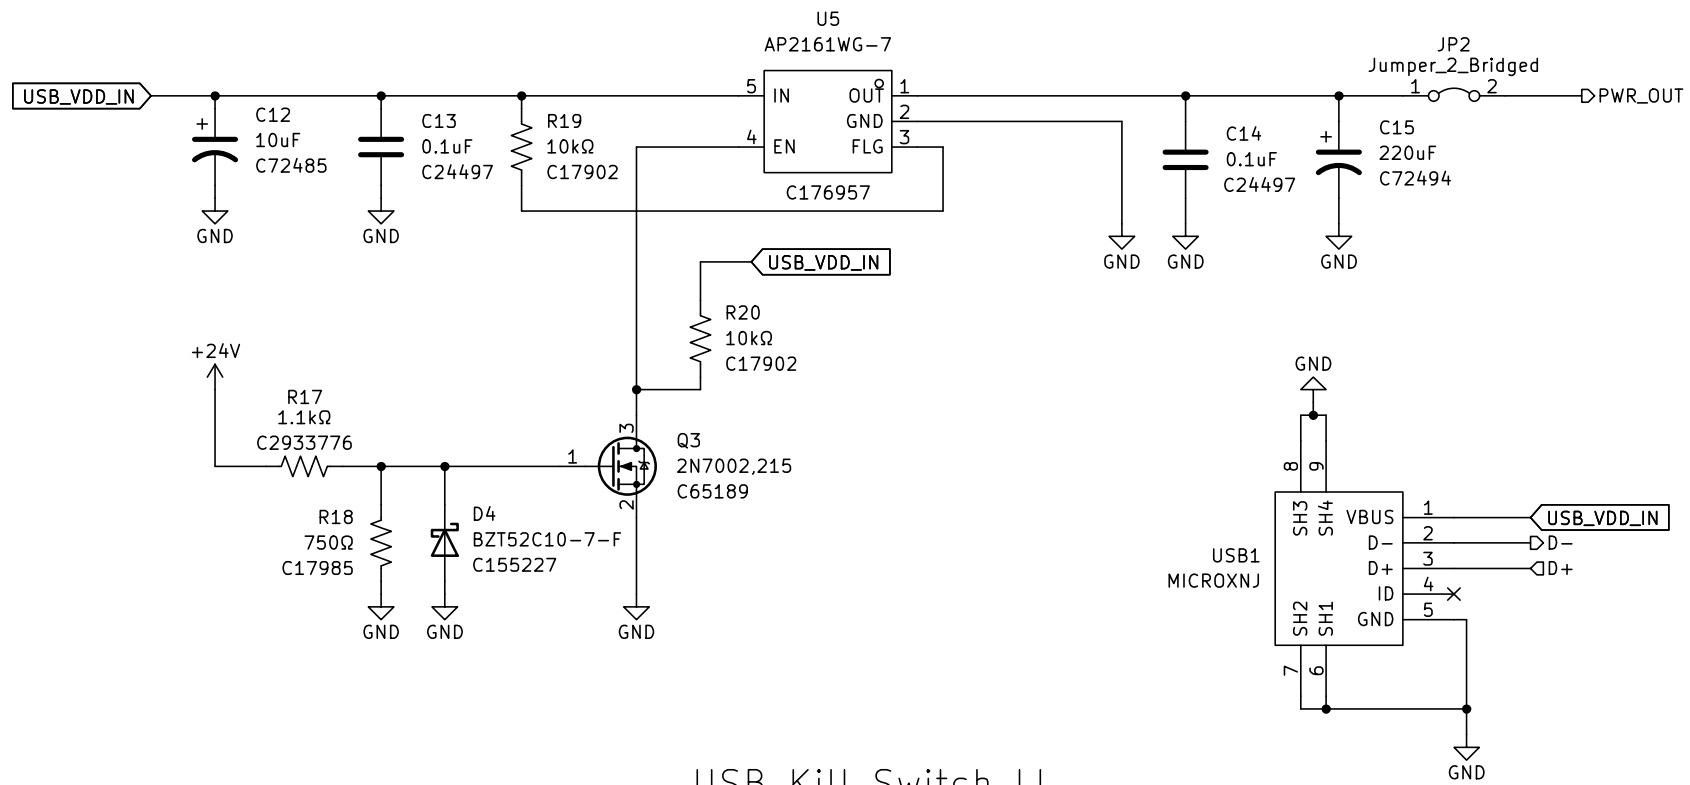 U5
AP2161WG-7
JP2
Jumper_2_Bridged
USB_VDD_IN
5 IN
OUT 1
1 2
PWR_OUT
C12
10uF
C72485
+
C13
0.1uF
C24497
R19
10kΩ
C17902
GND 2
4 EN
FLG 3
C14
0.1uF
C24497
+
C15
220uF
C72494
C176957
GND
GND
GND
GND
GND
USB_VDD_IN
R20
10kΩ
C17902
+24V
R17
1.1kΩ
C2933776
GND
3
1
2
Q3
2N7002,215
C65189
8
9
SH3
SH4
R18
750Ω
C17985
D4
BZT52C10-7-F
C155227
USB1
MICROXNJ
VBUS 1
USB_VDD_IN
D- 2
D-
D+ 3
D+
ID 4
GND 5
SH2
SH1
7
6
GND
GND
GND
GND
USB Kill Switch